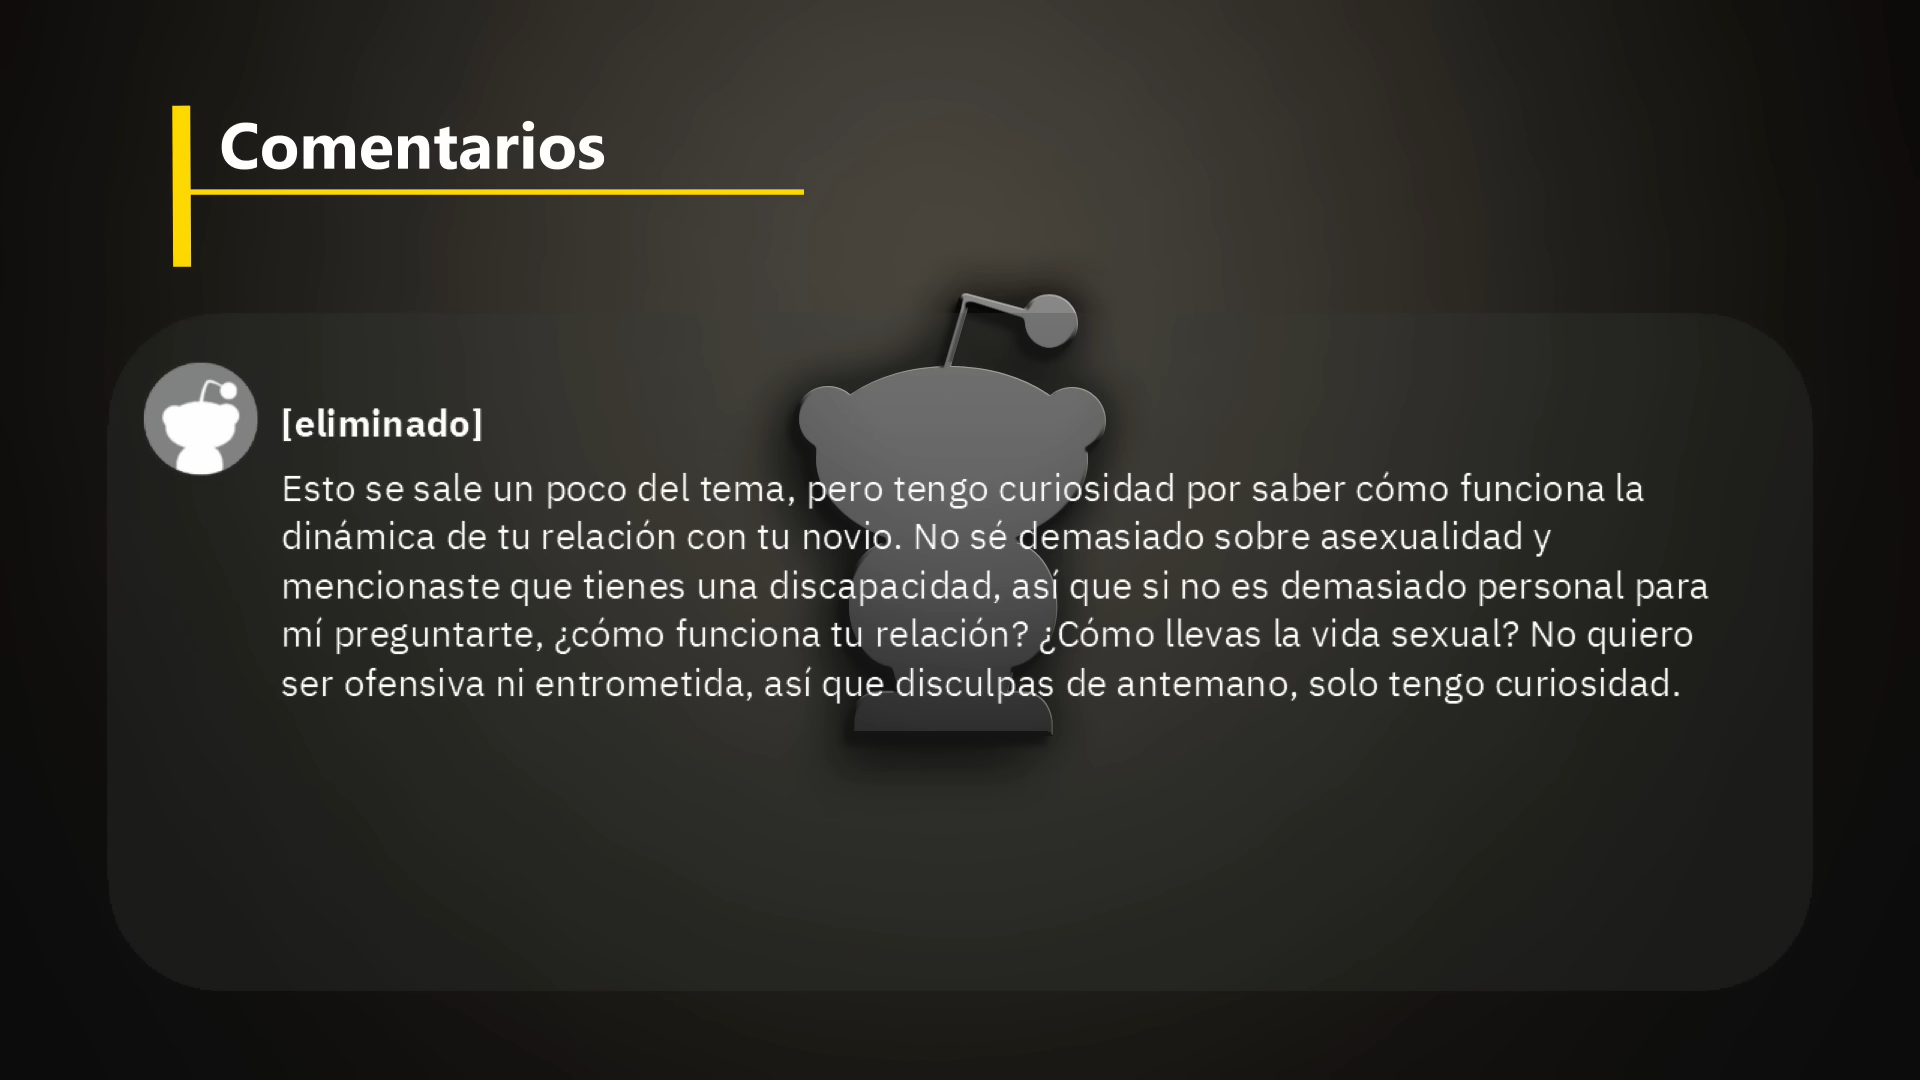 Comentarios
[eliminado]
Esto se sale un poco del tema, pero tengo curiosidad por saber cómo funciona la
dinámica de tu relación con tu novio. No sé demasiado sobre asexualidad y
mencionaste que tienes una discapacidad, así que si no es demasiado personal para
mí preguntarte, ¿cómo funciona tu relación? ¿Cómo llevas la vida sexual? No quiero
ser ofensiva ni entrometida, así que disculpas de antemano, solo tengo curiosidad.